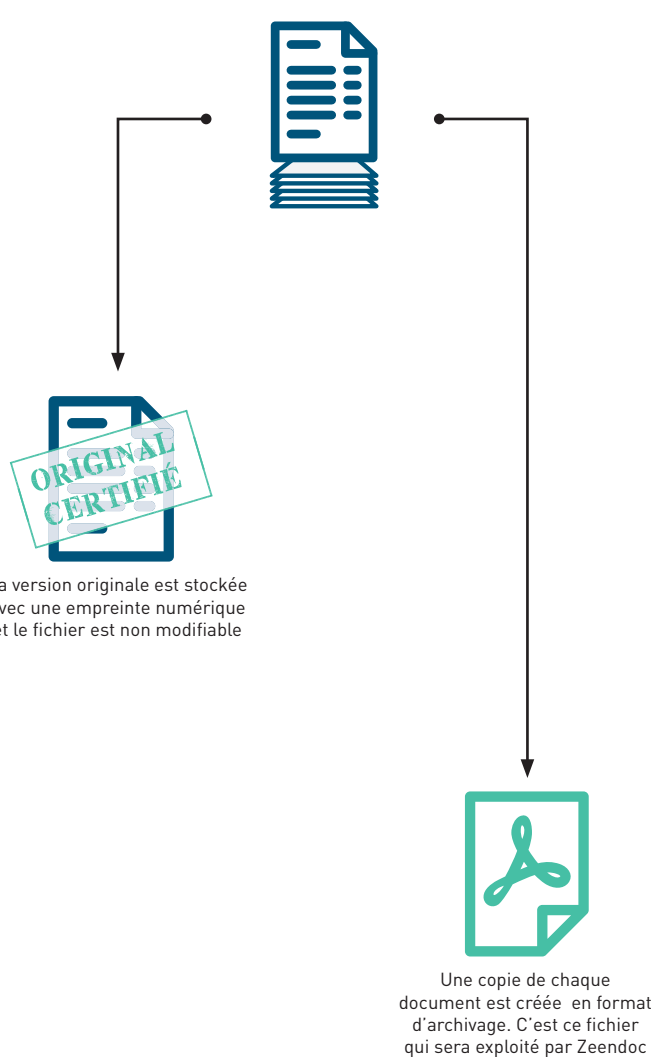 ORIGINAL
CERTIFIÉ
a version originale est stockée
vec une empreinte numérique
et le fichier est non modifiable
Une copie de chaque
document est créée en format
d'archivage. C'est ce fichier
qui sera exploité par Zeendoc